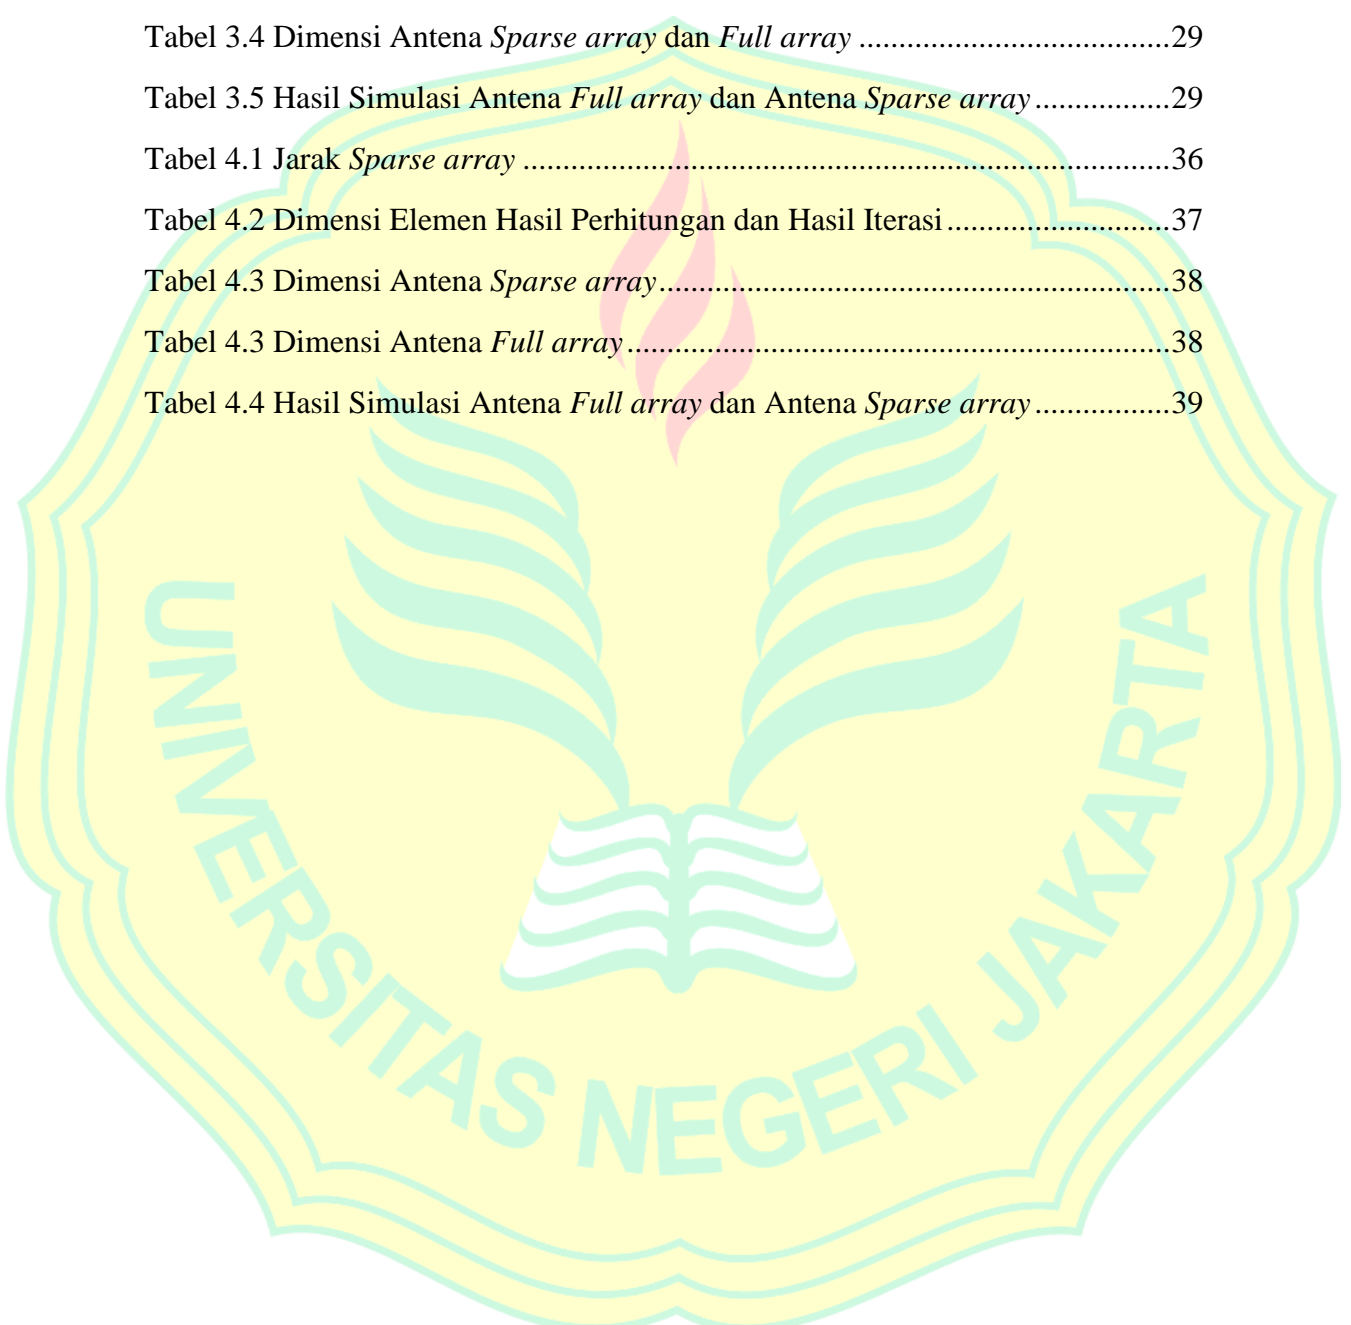 Tabel 3.4 Dimensi Antena Sparse array dan Full array .......................................29
Tabel 3.5 Hasil Simulasi Antena Full array dan Antena Sparse array .................29
Tabel 4.1 Jarak Sparse array ..................................................................................36
Tabel 4.2 Dimensi Elemen Hasil Perhitungan dan Hasil Iterasi ............................37
Tabel 4.3 Dimensi Antena Sparse array.................................................................38
Tabel 4.3 Dimensi Antena Full array .....................................................................38
Tabel 4.4 Hasil Simulasi Antena Full array dan Antena Sparse array .................39
UNIVERSITAS NEGERI JAKARTA